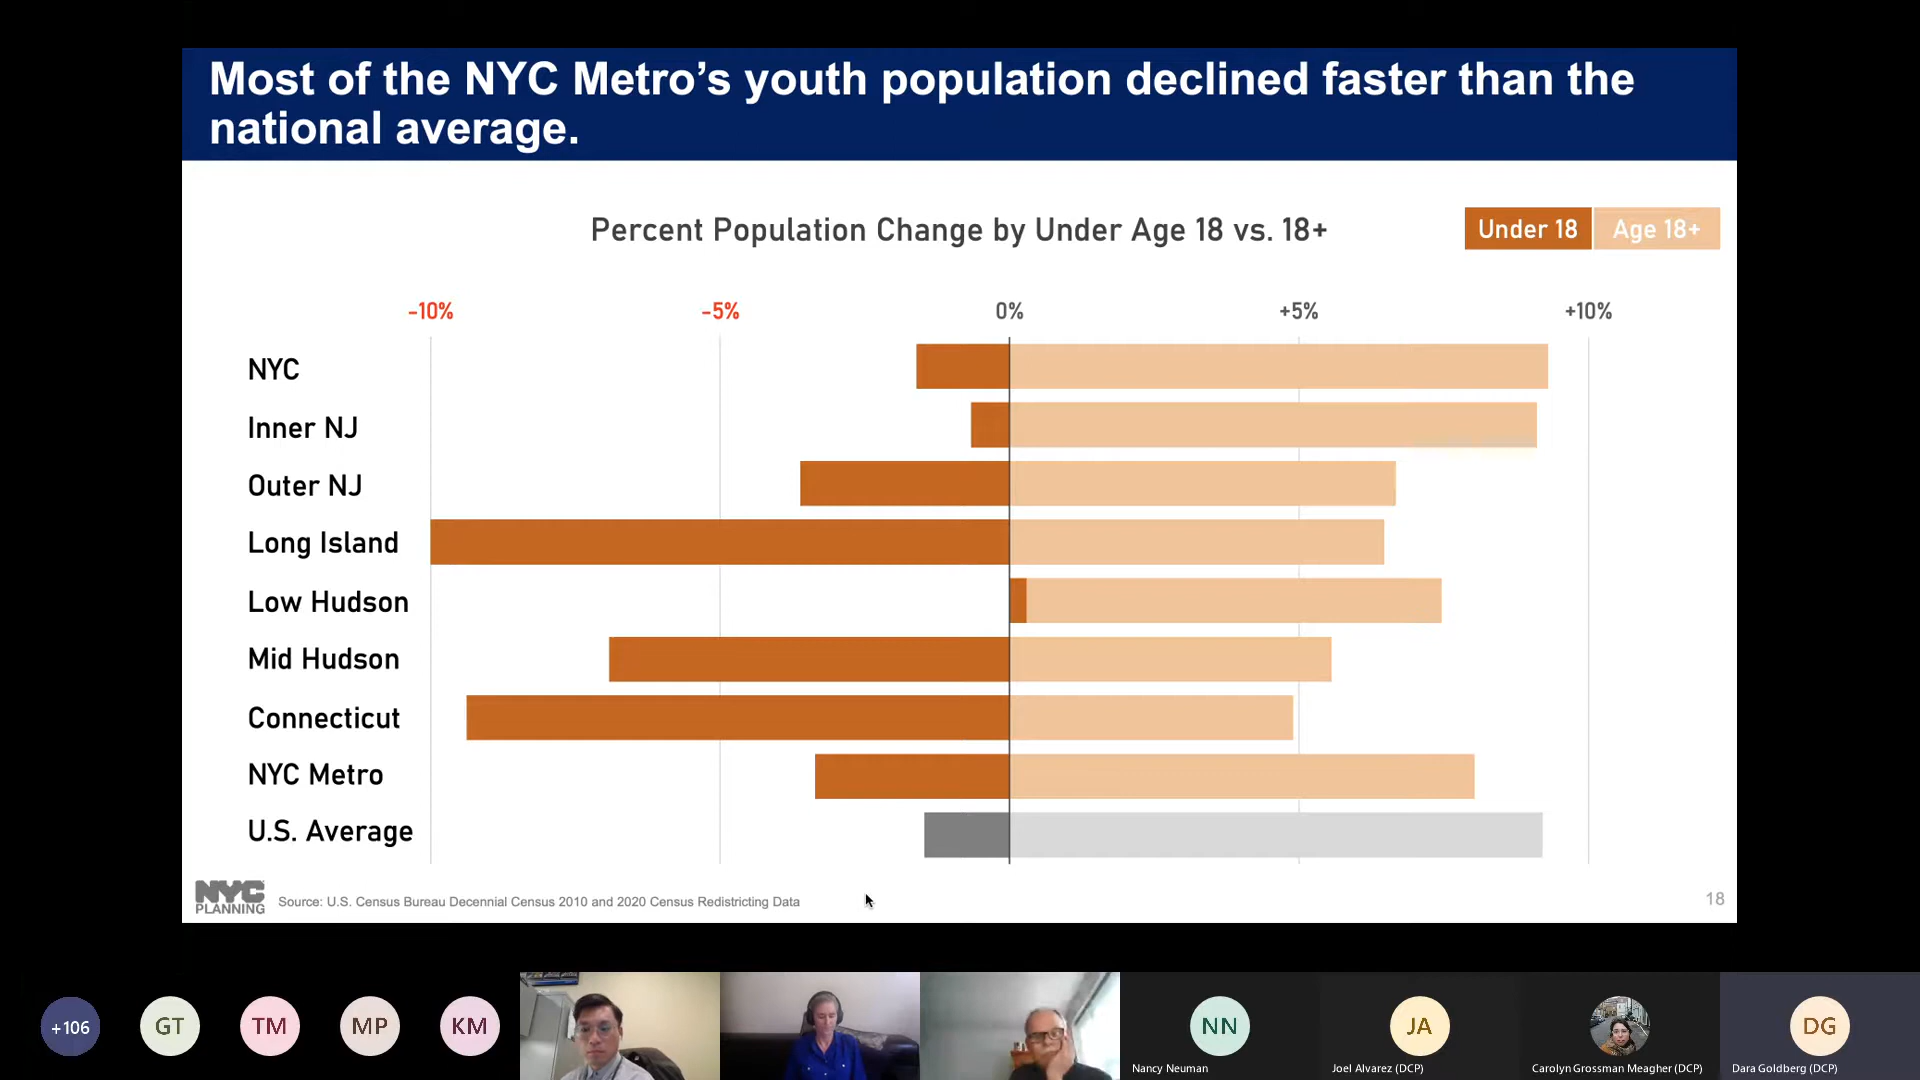 Most of the NYC Metro’s youth population declined faster than the
national average.
Percent Population Change by Under Age 18 vs. 18+
Under 18
Age 18+
-10%
-5%
0%
+5%
+10%
NYC
Inner NJ
Outer NJ
Long Island
Low Hudson
Mid Hudson
Connecticut
NYC Metro
U.S. Average
NYC
PLANNING
Source: U.S. Census Bureau Decennial Census 2010 and 2020 Census Redistricting Data
18
+106
GT
TM
MP
KM
NN
JA
DG
Nancy Neuman
Joel Alvarez (DCP)
Carolyn Grossman Meagher (DCP)
Dara Goldberg (DCP)